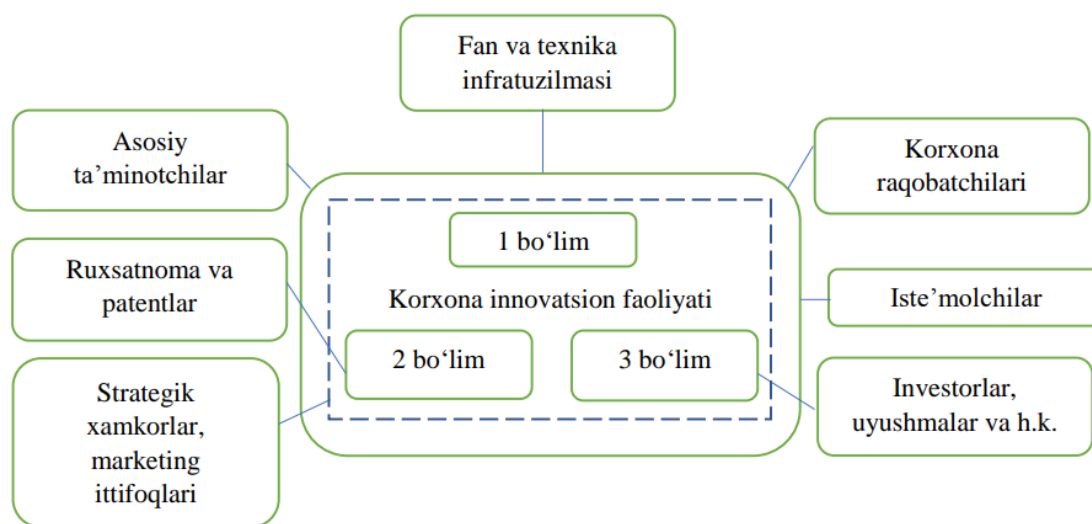 Fan va texnika
infratuzilmasi
Asosiy
ta’minotchilar
Korxona
raqobatchilari
1 bo‘lim
Ruxsatnoma va
patentlar
Korxona innovatsion faoliyati
Iste’molchilar
2 bo‘lim
3 bo‘lim
Strategik
xamkorlar,
marketing
ittifoqlari
Investorlar,
uyushmalar va h.k.